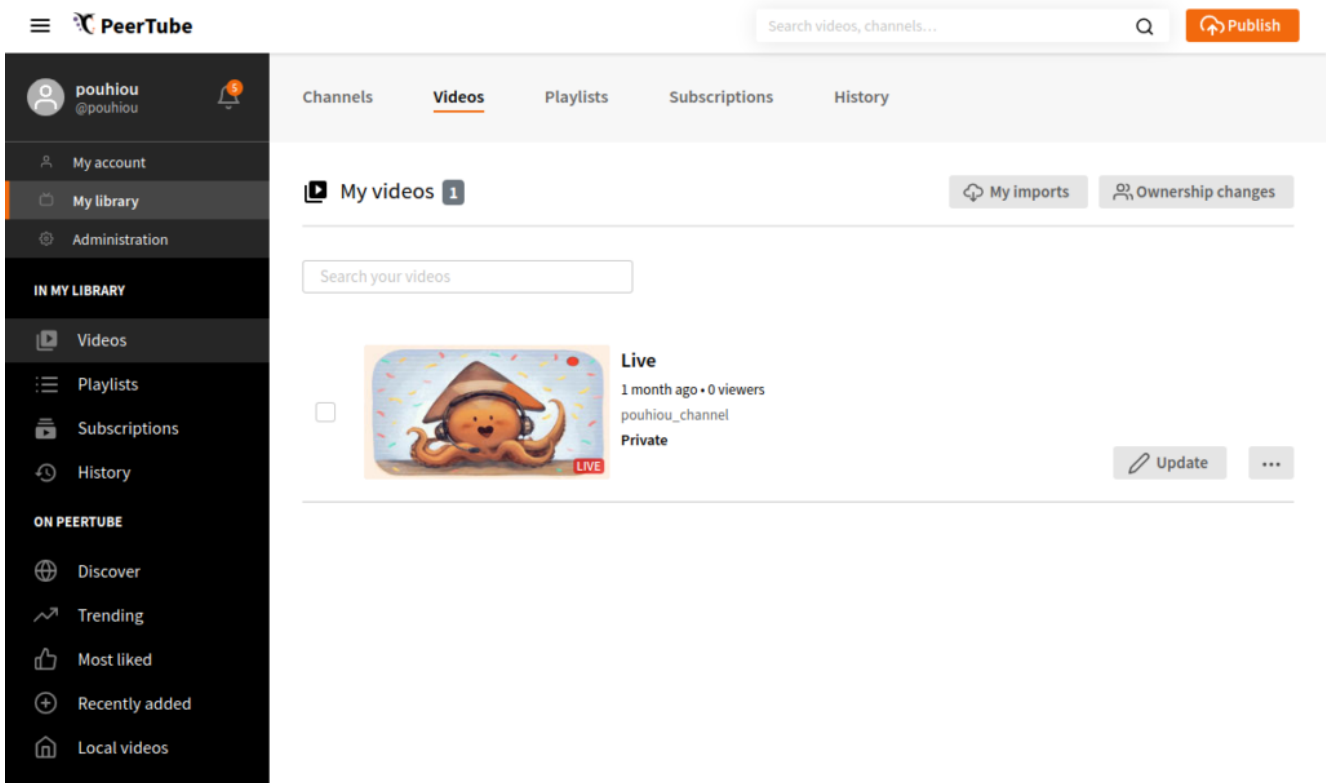 PeerTube
Search videos, channels…
Publish
pouhiou
@pouhiou
5
My account
My library
Administration
IN MY LIBRARY
Videos
Playlists
Subscriptions
History
ON PEERTUBE
Discover
Trending
Most liked
Recently added
Local videos
Channels Videos Playlists Subscriptions History
My videos 1
My imports
Ownership changes
Search your videos
LIVE
Live
1 month ago • 0 viewers
pouhiou_channel
Private
Update
...